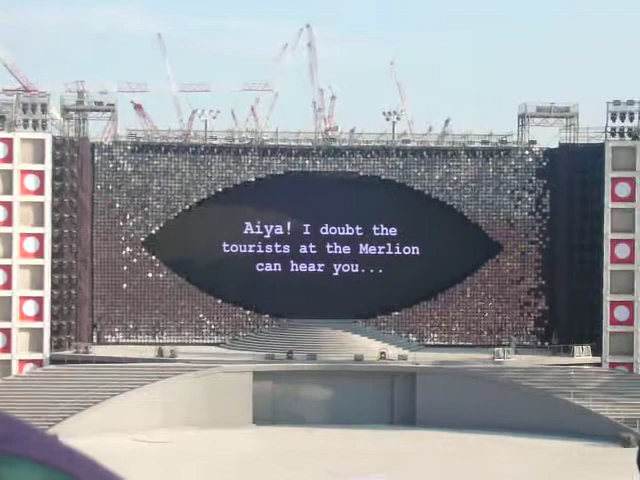 Aiya! I doubt the
tourists at the Merlion
can hear you...